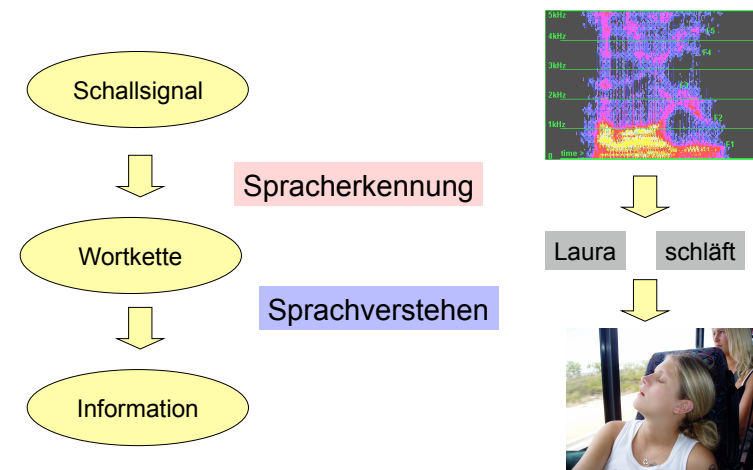 Schallsignal
Spracherkennung
Wortkette
Sprachverstehen
Information
5kHz
4kHz
3kHz
2kHz
1kHz
0 time >
F4
F2
F1
Laura schläft